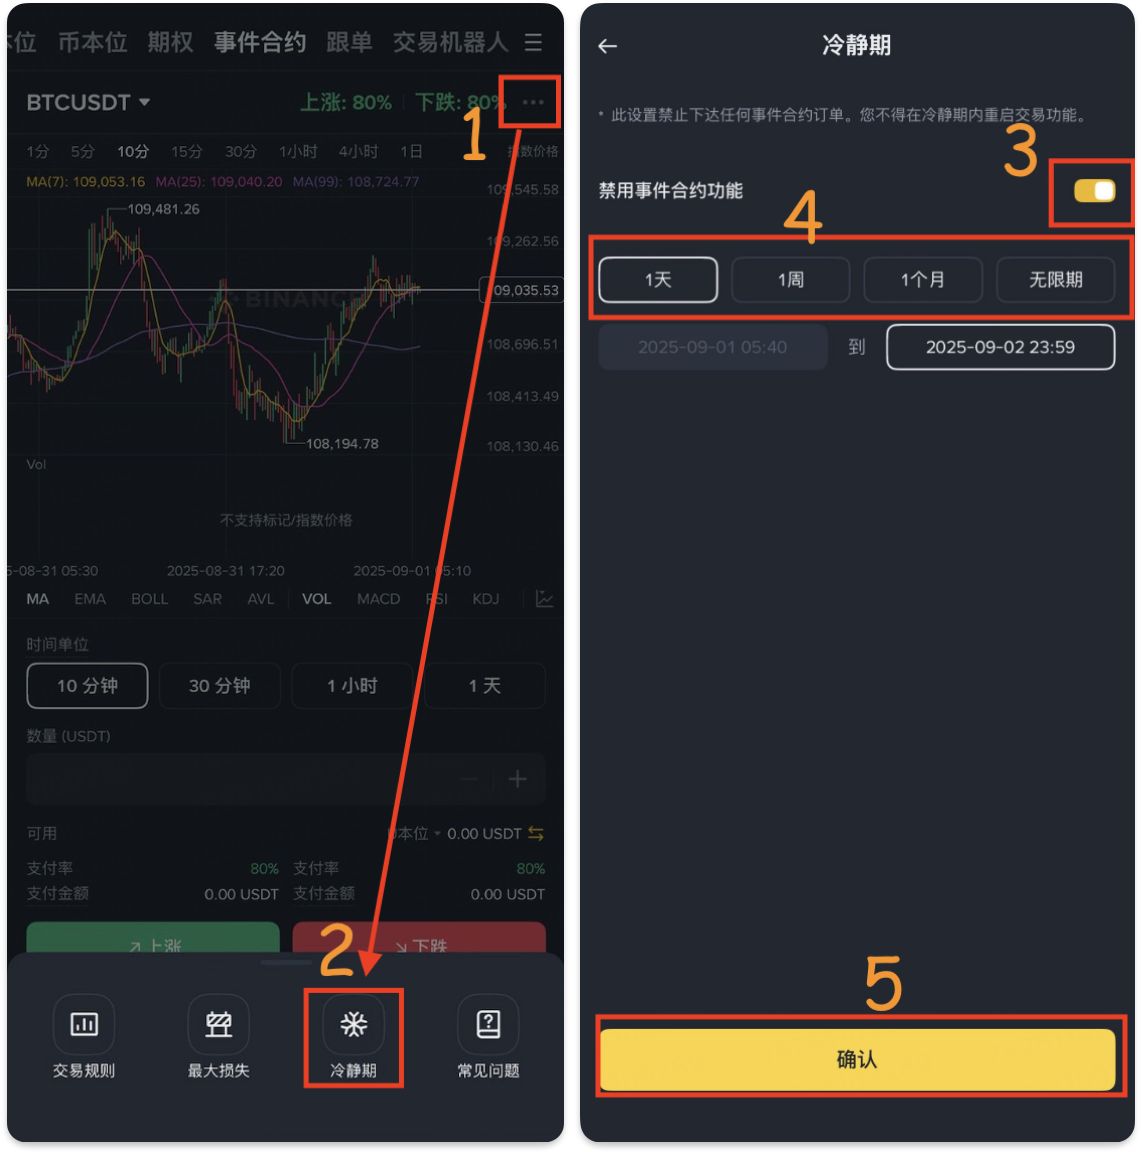 本位 币本位 期权 事件合约 跟单 交易机器人
BTCUSDT 上涨: 80% 下跌: 80%
1
1分 5分 10分 15分 30分 1小时 4小时 1日 指数价格
MA(7): 109,053.16 MA(25): 109,040.20 MA(99): 108,724.77
109,545.58
109,481.26
109,262.56
BINANCE
09,035.53
108,696.51
108,413.49
108,194.78
108,130.46
Vol
不支持标记/指数价格
5-08-31 05:30 2025-08-31 17:20 2025-09-01 05:10
MA EMA BOLL SAR AVL VOL MACD RSI KDJ
时间单位
10 分钟 30 分钟 1 小时 1 天
数量 (USDT)
可用 U本位 0.00 USDT
支付率 80% 支付率 80%
支付金额 0.00 USDT 支付金额 0.00 USDT
上涨 下跌
2
交易规则 最大损失 冷静期 常见问题
冷静期
• 此设置禁止下达任何事件合约订单。您不得在冷静期内重启交易功能。
3
禁用事件合约功能
4
1天 1周 1个月 无限期
2025-09-01 05:40 到 2025-09-02 23:59
5
确认